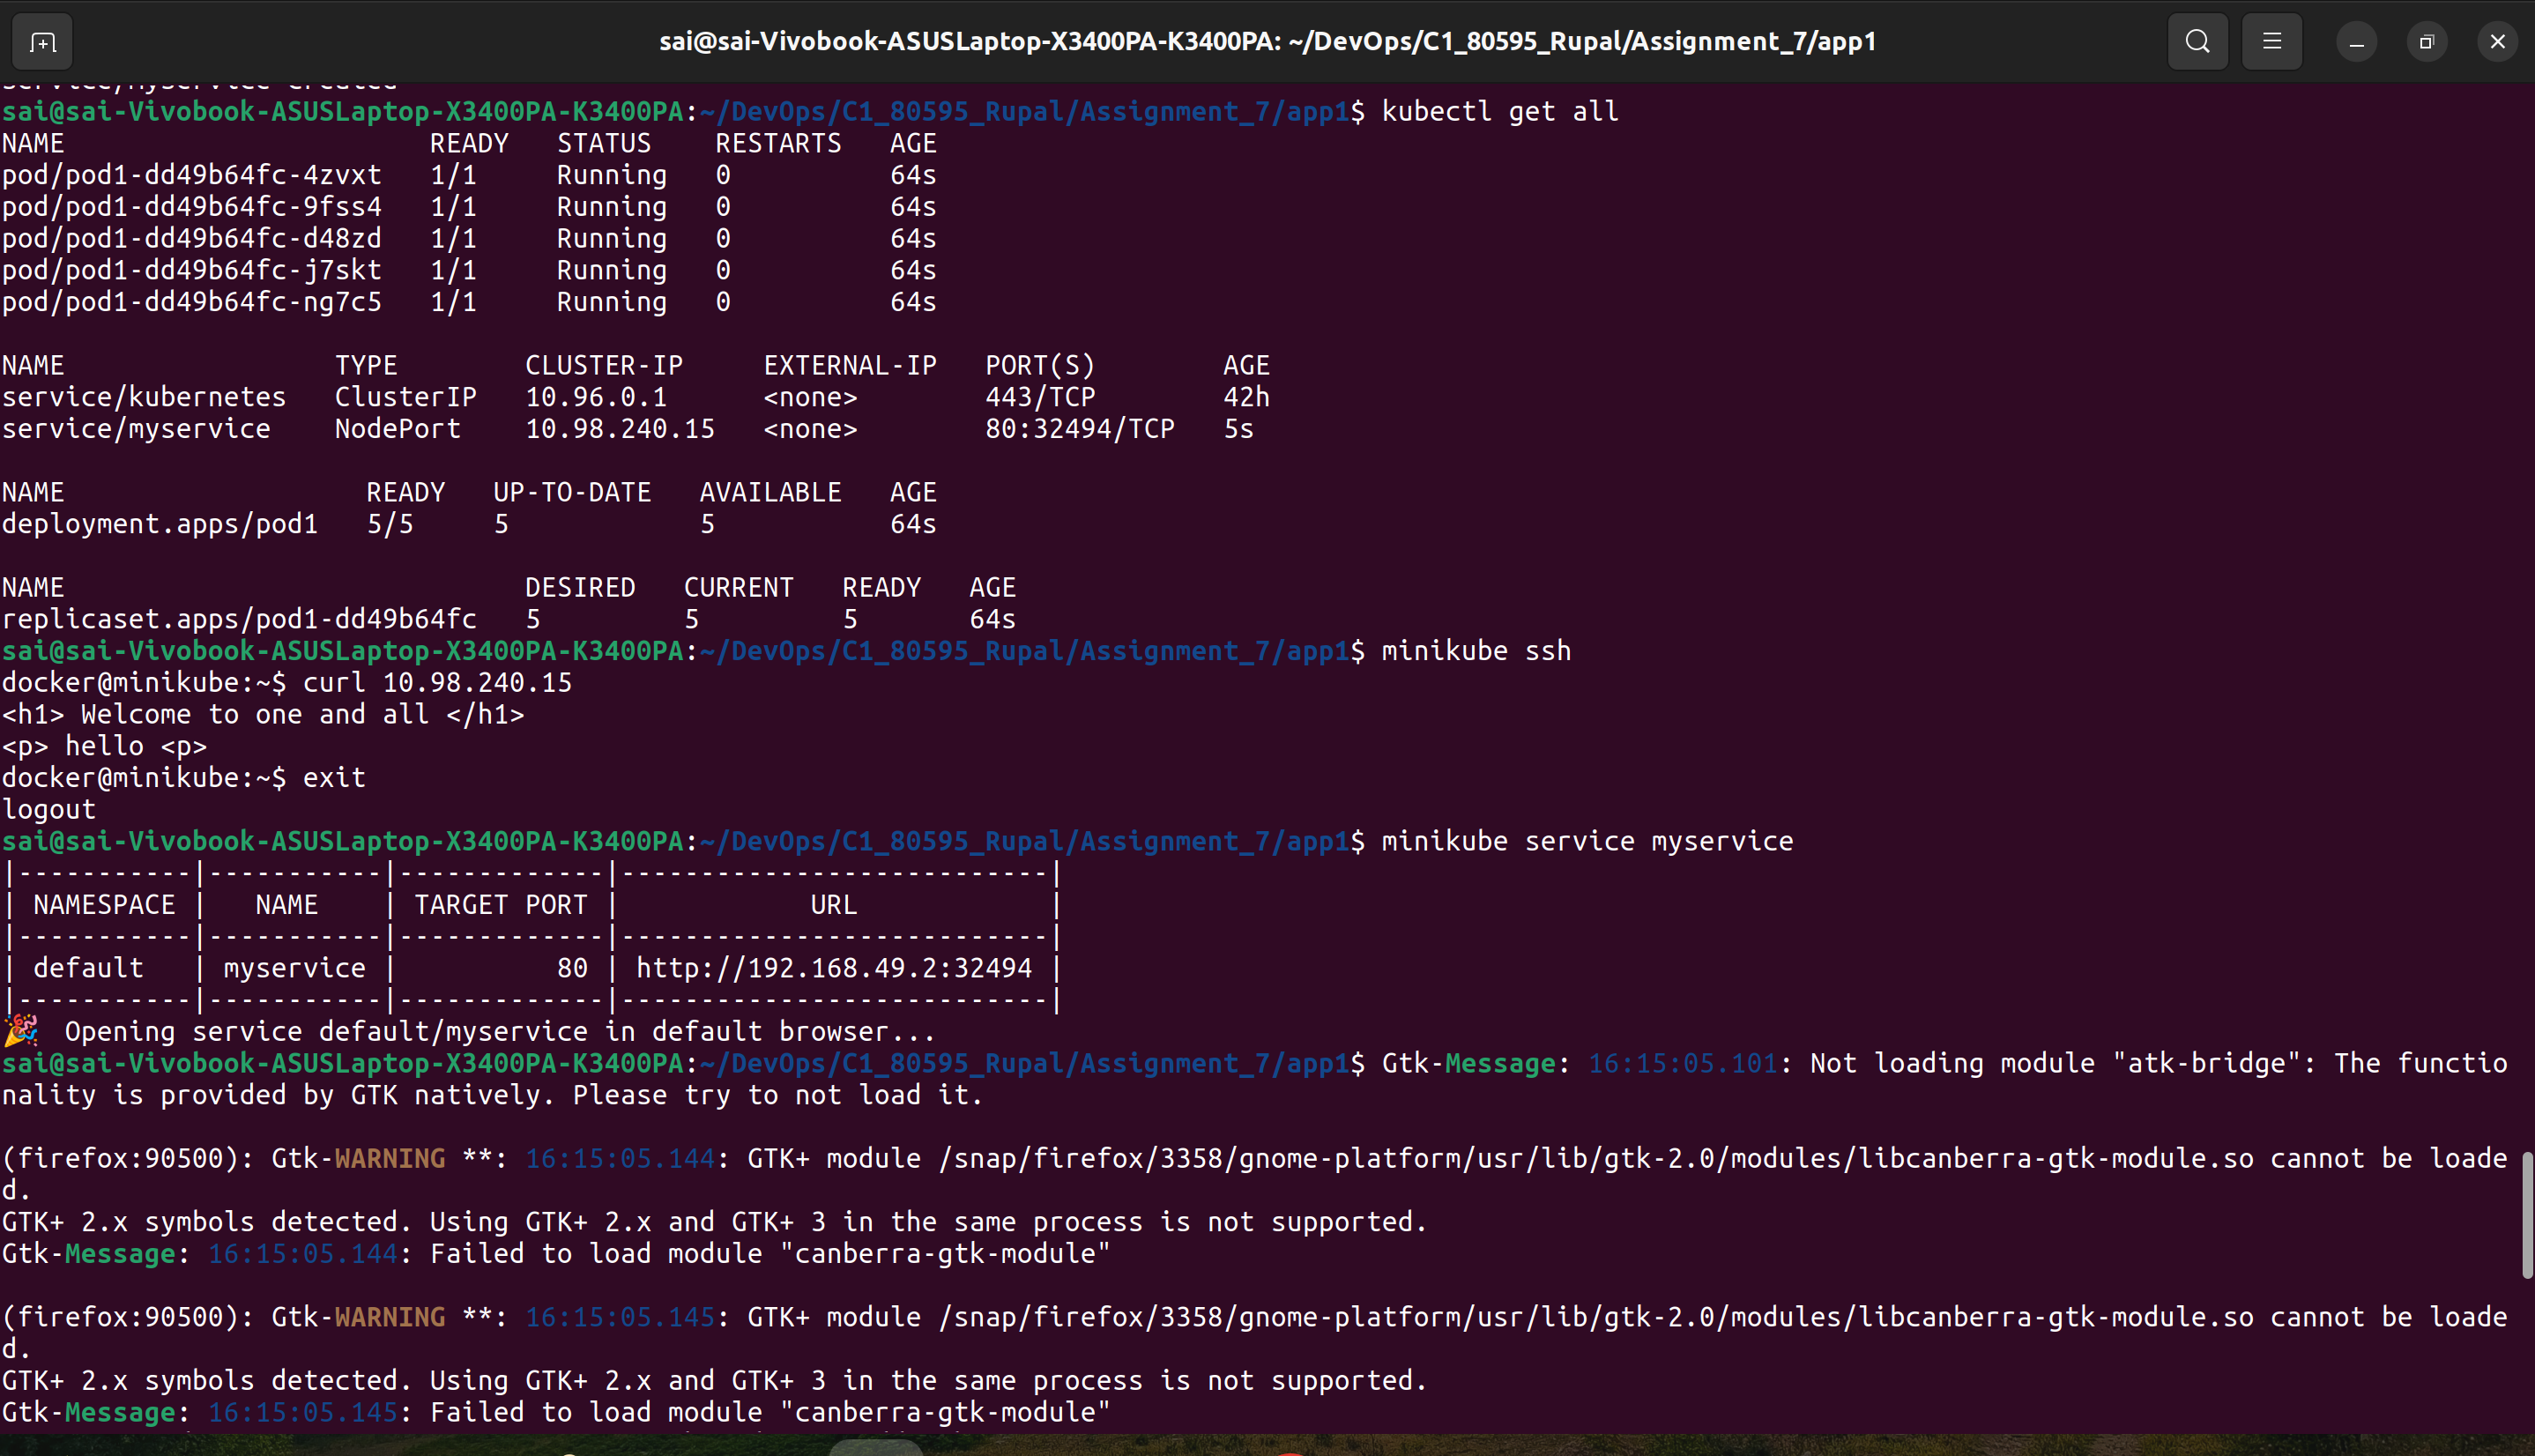 sai@sai-Vivobook-ASUSLaptop-X3400PA-K3400PA: ~/DevOps/C1_80595_Rupal/Assignment_7/app1
service/myservice created
sai@sai-Vivobook-ASUSLaptop-X3400PA-K3400PA:~/DevOps/C1_80595_Rupal/Assignment_7/app1$ kubectl get all
NAME                       READY   STATUS    RESTARTS   AGE
pod/pod1-dd49b64fc-4zvxt   1/1     Running   0          64s
pod/pod1-dd49b64fc-9fss4   1/1     Running   0          64s
pod/pod1-dd49b64fc-d48zd   1/1     Running   0          64s
pod/pod1-dd49b64fc-j7skt   1/1     Running   0          64s
pod/pod1-dd49b64fc-ng7c5   1/1     Running   0          64s

NAME                 TYPE        CLUSTER-IP     EXTERNAL-IP   PORT(S)        AGE
service/kubernetes   ClusterIP   10.96.0.1      <none>        443/TCP        42h
service/myservice    NodePort    10.98.240.15   <none>        80:32494/TCP   5s

NAME                   READY   UP-TO-DATE   AVAILABLE   AGE
deployment.apps/pod1   5/5     5            5           64s

NAME                             DESIRED   CURRENT   READY   AGE
replicaset.apps/pod1-dd49b64fc   5         5         5       64s
sai@sai-Vivobook-ASUSLaptop-X3400PA-K3400PA:~/DevOps/C1_80595_Rupal/Assignment_7/app1$ minikube ssh
docker@minikube:~$ curl 10.98.240.15
<h1> Welcome to one and all </h1>
<p> hello <p>
docker@minikube:~$ exit
logout
sai@sai-Vivobook-ASUSLaptop-X3400PA-K3400PA:~/DevOps/C1_80595_Rupal/Assignment_7/app1$ minikube service myservice
|-----------|-----------|-------------|---------------------------|
| NAMESPACE |   NAME    | TARGET PORT |            URL            |
|-----------|-----------|-------------|---------------------------|
| default   | myservice |          80 | http://192.168.49.2:32494 |
|-----------|-----------|-------------|---------------------------|
🎉  Opening service default/myservice in default browser...
sai@sai-Vivobook-ASUSLaptop-X3400PA-K3400PA:~/DevOps/C1_80595_Rupal/Assignment_7/app1$ Gtk-Message: 16:15:05.101: Not loading module "atk-bridge": The functio
nality is provided by GTK natively. Please try to not load it.

(firefox:90500): Gtk-WARNING **: 16:15:05.144: GTK+ module /snap/firefox/3358/gnome-platform/usr/lib/gtk-2.0/modules/libcanberra-gtk-module.so cannot be loade
d.
GTK+ 2.x symbols detected. Using GTK+ 2.x and GTK+ 3 in the same process is not supported.
Gtk-Message: 16:15:05.144: Failed to load module "canberra-gtk-module"

(firefox:90500): Gtk-WARNING **: 16:15:05.145: GTK+ module /snap/firefox/3358/gnome-platform/usr/lib/gtk-2.0/modules/libcanberra-gtk-module.so cannot be loade
d.
GTK+ 2.x symbols detected. Using GTK+ 2.x and GTK+ 3 in the same process is not supported.
Gtk-Message: 16:15:05.145: Failed to load module "canberra-gtk-module"